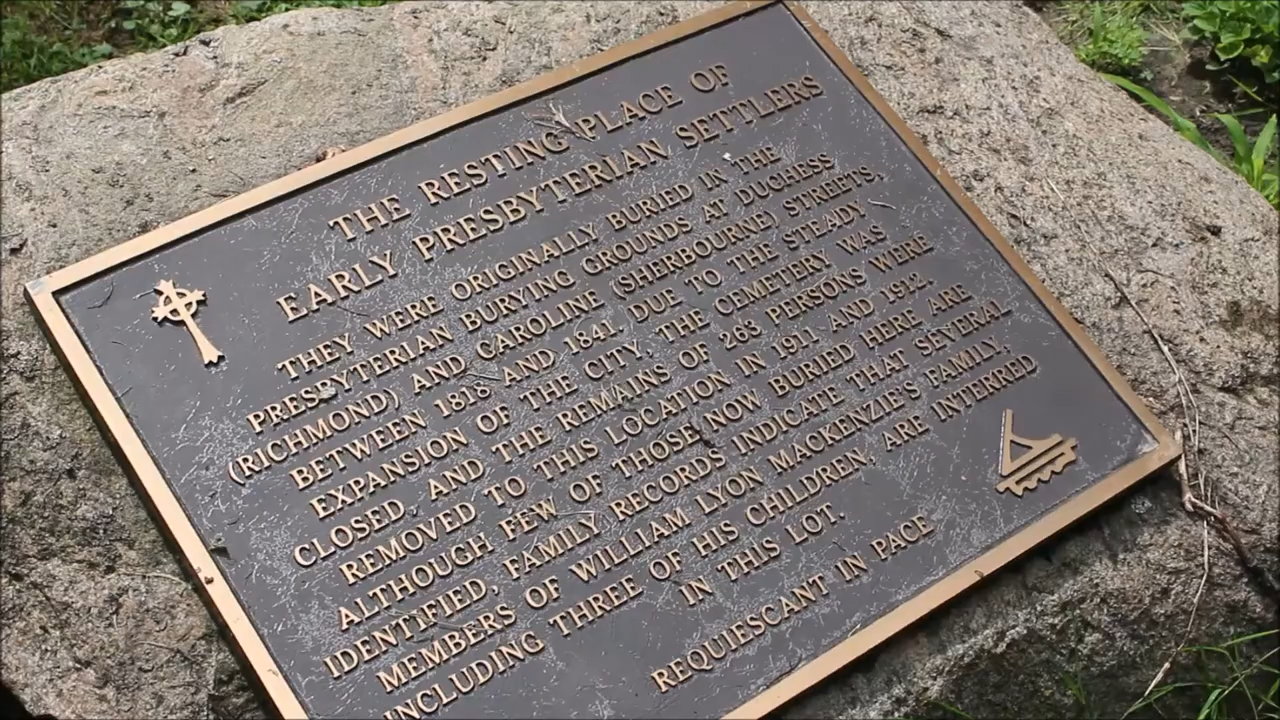 THE RESTING PLACE OF
EARLY PRESBYTERIAN SETTLERS
THEY WERE ORIGINALLY BURIED IN THE
PRESBYTERIAN BURYING GROUNDS AT DUCHESS
(RICHMOND) AND CAROLINE (SHERBOURNE) STREETS,
BETWEEN 1818 AND 1841. DUE TO THE STEADY
EXPANSION OF THE CITY, THE CEMETERY WAS
CLOSED, AND THE REMAINS OF 263 PERSONS WERE
REMOVED TO THIS LOCATION IN 1911 AND 1912.
ALTHOUGH FEW OF THOSE NOW BURIED HERE ARE
IDENTIFIED, FAMILY RECORDS INDICATE THAT SEVERAL
MEMBERS OF WILLIAM LYON MACKENZIE'S FAMILY,
INCLUDING THREE OF HIS CHILDREN, ARE INTERRED
IN THIS LOT.
REQUIESCANT IN PACE